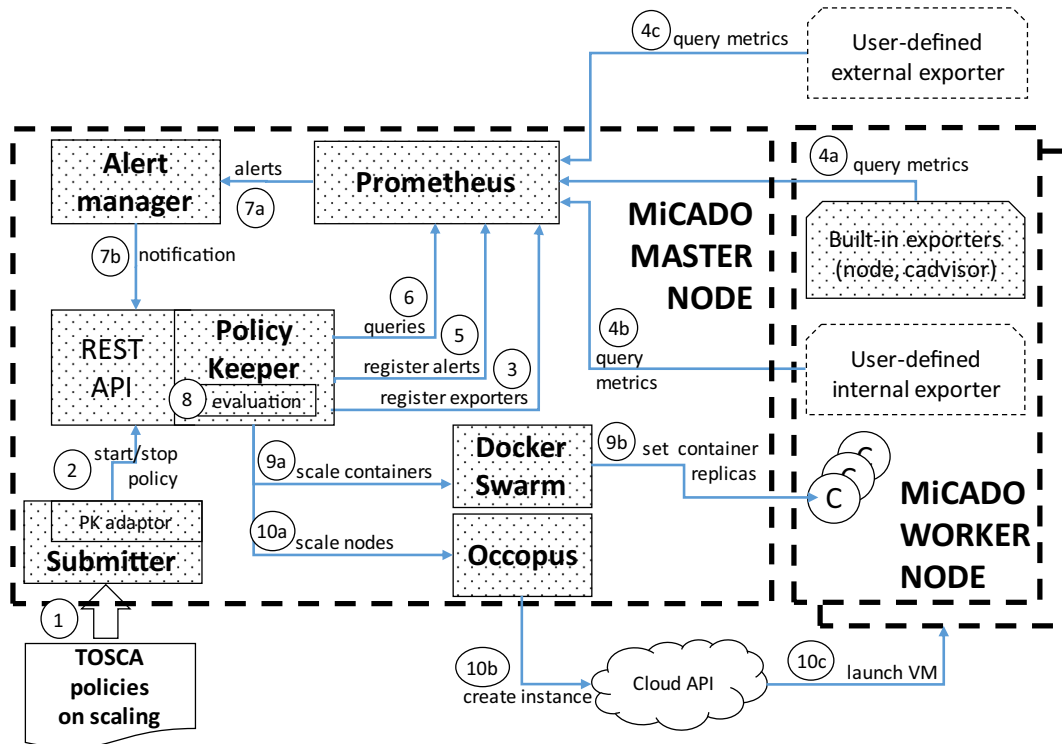 4c
query metrics
User-defined
external exporter
Alert
manager
alerts
7a
Prometheus
4a
query metrics
MiCADO
MASTER
NODE
Built-in exporters
(node, cadvisor)
7b
notification
6
queries
5
register alerts
3
register exporters
4b
query
metrics
User-defined
internal exporter
REST
API
Policy
Keeper
8
evaluation
2
start/stop
policy
9a
scale containers
Docker
Swarm
9b
set container
replicas
C
C
C
MiCADO
WORKER
NODE
PK adaptor
Submitter
10a
scale nodes
Occopus
1
TOSCA
policies
on scaling
10b
create instance
Cloud API
10c
launch VM